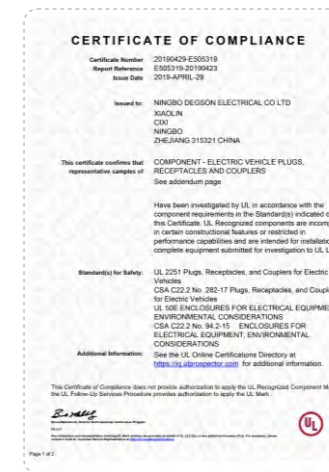 CERTIFICATE OF COMPLIANCE
Certificate Number 20190429-E505319
Report Reference E505319-20190423
Issue Date 2019-APRIL-29
Issued to: NINGBO DEGSON ELECTRICAL CO LTD
XIAOLIN
CIXI
NINGBO
ZHEJIANG 315321 CHINA
This certificate confirms that COMPONENT - ELECTRIC VEHICLE PLUGS,
representative samples of RECEPTACLES AND COUPLERS
See addendum page
Have been investigated by UL in accordance with the
component requirements in the Standard(s) indicated o
this Certificate. UL Recognized components are incomp
in certain constructional features or restricted in
performance capabilities and are intended for installatio
complete equipment submitted for investigation to UL L
Standard(s) for Safety: UL 2251 Plugs, Receptacles, and Couplers for Electric
Vehicles
CSA C22.2 No. 282-17 Plugs, Receptacles, and Couple
for Electric Vehicles
UL 50E ENCLOSURES FOR ELECTRICAL EQUIPME
ENVIRONMENTAL CONSIDERATIONS
CSA C22.2 No. 94.2-15 ENCLOSURES FOR
ELECTRICAL EQUIPMENT, ENVIRONMENTAL
CONSIDERATIONS
Additional Information: See the UL Online Certifications Directory at
https://iq.ulprospector.com for additional information.
This Certificate of Compliance does not provide authorization to apply the UL Recognized Component Ma
the UL Follow-Up Services Procedure provides authorization to apply the UL Mark.
UL
Page 1 of 2